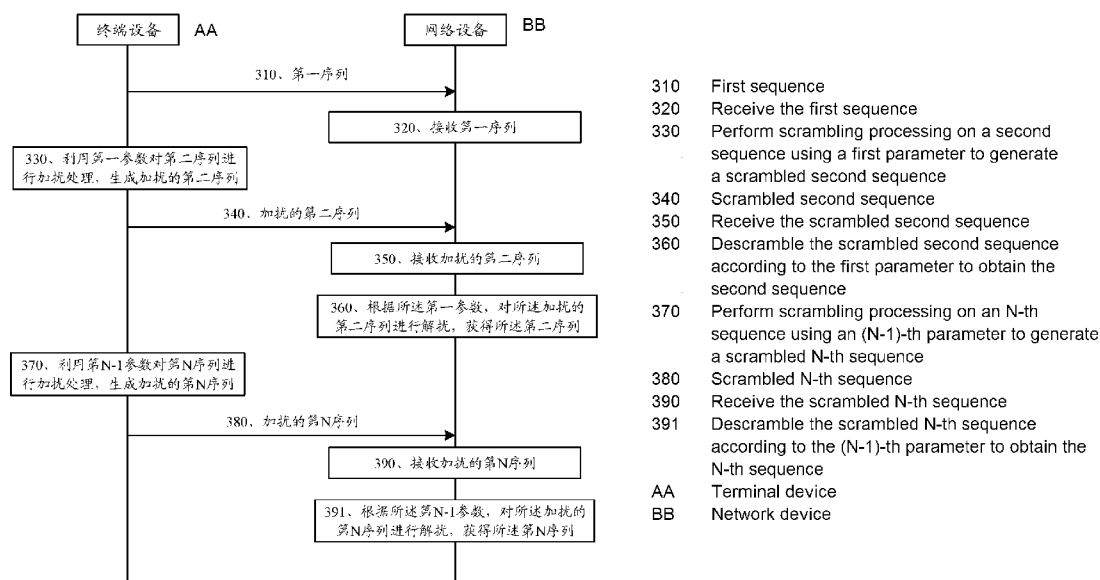 终端设备
AA
网络设备
BB
310、第一序列
320、接收第一序列
330、利用第一参数对第二序列进
行加扰处理，生成加扰的第二序列
340、加扰的第二序列
350、接收加扰的第二序列
360、根据所述第一参数，对所述加扰的
第二序列进行解扰，获得所述第二序列
370、利用第N-1参数对第N序列进
行加扰处理，生成加扰的第N序列
380、加扰的第N序列
390、接收加扰的第N序列
391、根据所述第N-1参数，对所述加扰的
第N序列进行解扰，获得所述第N序列
310 First sequence
320 Receive the first sequence
330 Perform scrambling processing on a second
sequence using a first parameter to generate
a scrambled second sequence
340 Scrambled second sequence
350 Receive the scrambled second sequence
360 Descramble the scrambled second sequence
according to the first parameter to obtain the
second sequence
370 Perform scrambling processing on an N-th
sequence using an (N-1)-th parameter to generate
a scrambled N-th sequence
380 Scrambled N-th sequence
390 Receive the scrambled N-th sequence
391 Descramble the scrambled N-th sequence
according to the (N-1)-th parameter to obtain the
N-th sequence
AA Terminal device
BB Network device